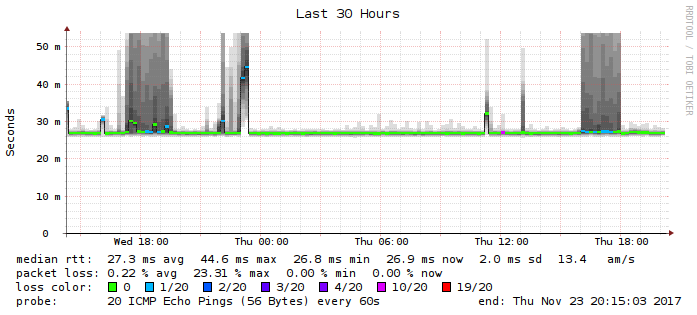 Last 30 Hours
RRDTOOL / TOBI OETIKER
Seconds
50 m
40 m
30 m
20 m
10 m
0
Wed 18:00 Thu 00:00 Thu 06:00 Thu 12:00 Thu 18:00
median rtt: 27.3 ms avg 44.6 ms max 26.8 ms min 26.9 ms now 2.0 ms sd 13.4 am/s
packet loss: 0.22 % avg 23.31 % max 0.00 % min 0.00 % now
loss color: 0 1/20 2/20 3/20 4/20 10/20 19/20
probe: 20 ICMP Echo Pings (56 Bytes) every 60s end: Thu Nov 23 20:15:03 2017